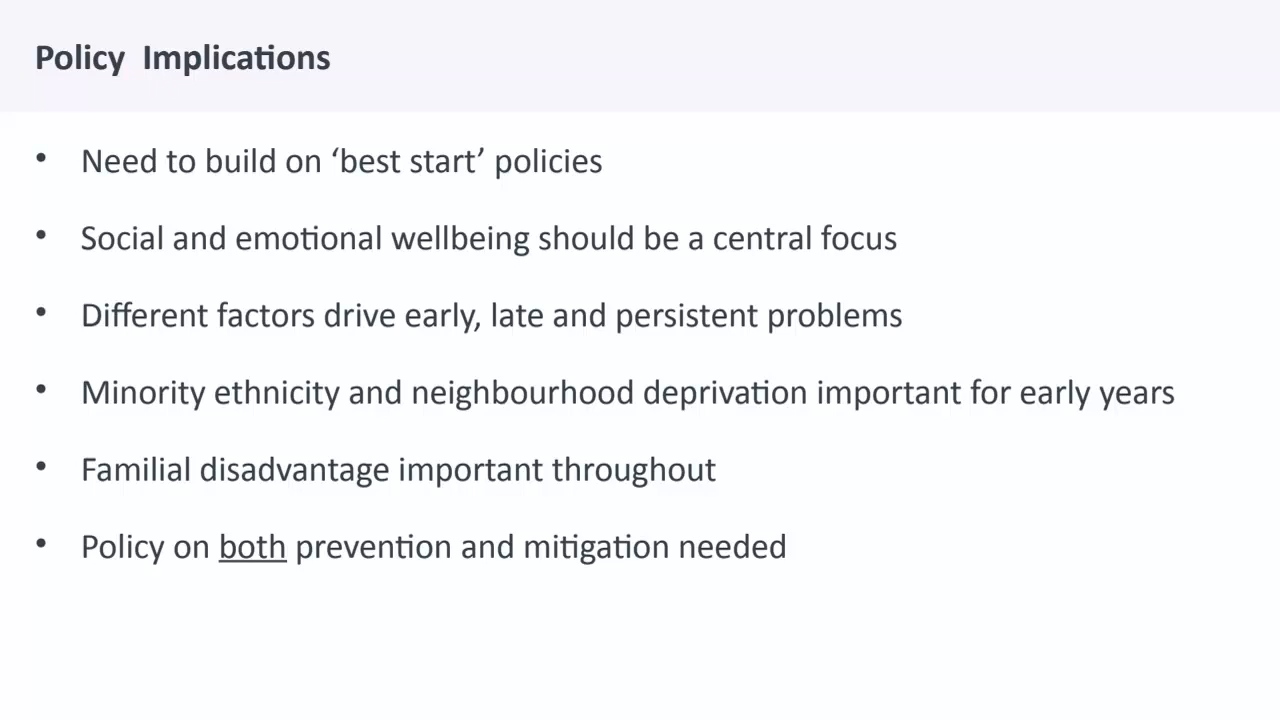 Policy  Implications
• Need to build on ‘best start’ policies
• Social and emotional wellbeing should be a central focus
• Different factors drive early, late and persistent problems
• Minority ethnicity and neighbourhood deprivation important for early years
• Familial disadvantage important throughout
• Policy on both prevention and mitigation needed